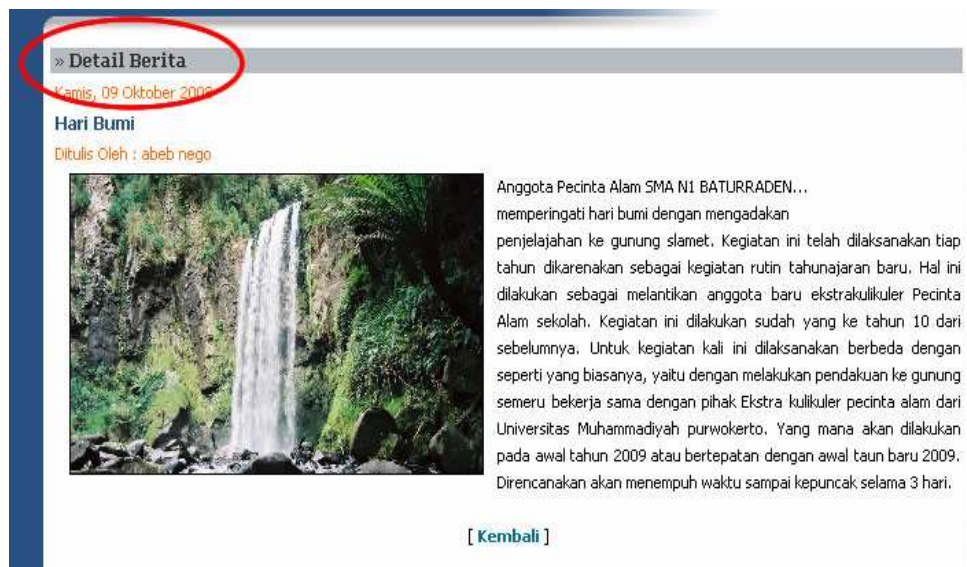 » Detail Berita
Kamis, 09 Oktober 2008
Hari Bumi
Ditulis Oleh : abeb nego
Anggota Pecinta Alam SMA N1 BATURRADEN...
memperingati hari bumi dengan mengadakan
penjelajahan ke gunung slamet. Kegiatan ini telah dilaksanakan tiap
tahun dikarenakan sebagai kegiatan rutin tahunajaran baru. Hal ini
dilakukan sebagai melantikan anggota baru ekstrakulikuler Pecinta
Alam sekolah. Kegiatan ini dilakukan sudah yang ke tahun 10 dari
sebelumnya. Untuk kegiatan kali ini dilaksanakan berbeda dengan
seperti yang biasanya, yaitu dengan melakukan pendakuan ke gunung
semeru bekerja sama dengan pihak Ekstra kulikuler pecinta alam dari
Universitas Muhammadiyah purwokerto. Yang mana akan dilakukan
pada awal tahun 2009 atau bertepatan dengan awal taun baru 2009.
Direncanakan akan menempuh waktu sampai kepuncak selama 3 hari.
[ Kembali ]